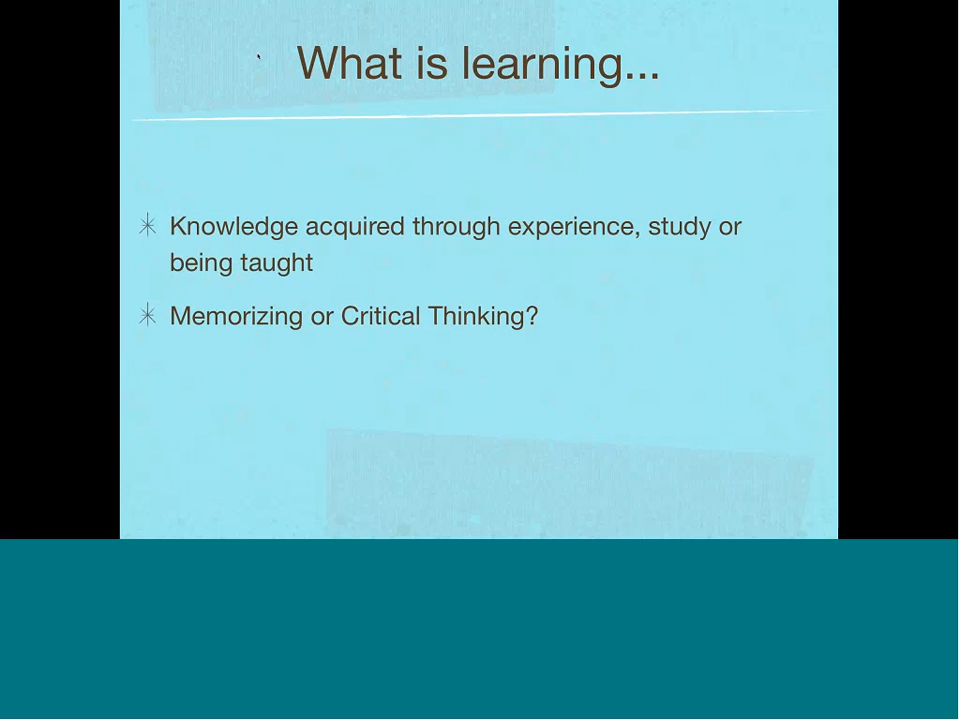 What is learning...
Knowledge acquired through experience, study or
being taught
Memorizing or Critical Thinking?